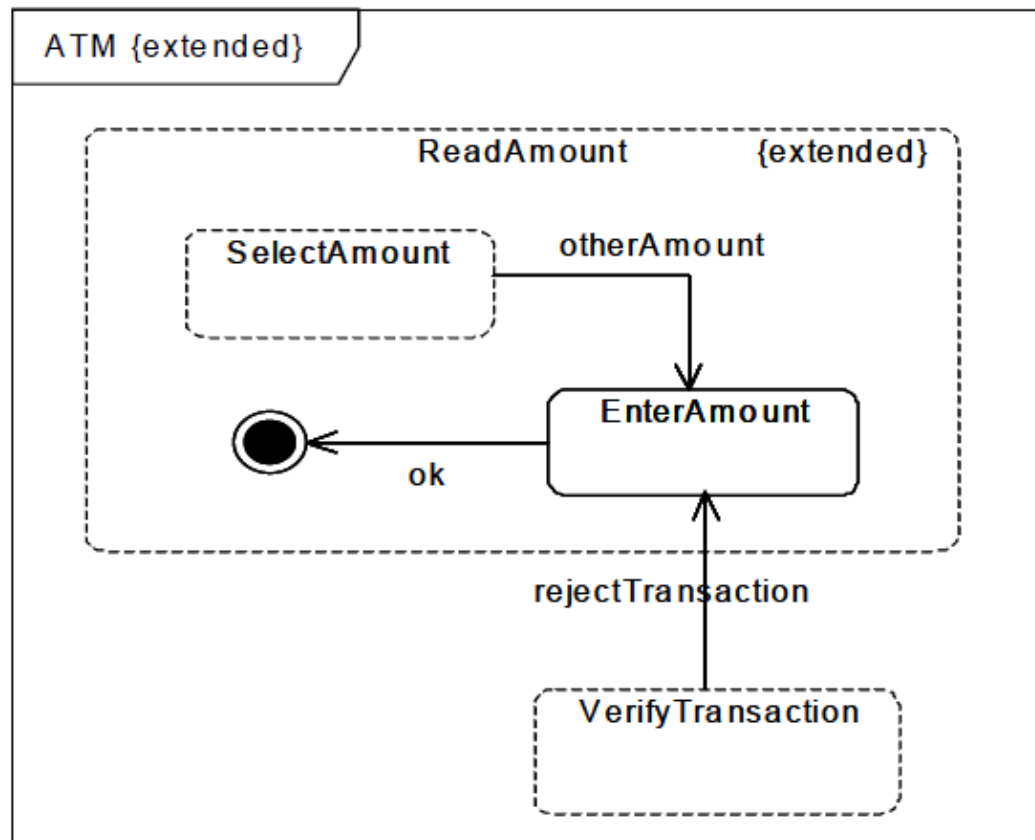 ATM {extended}
ReadAmount {extended}
SelectAmount
otherAmount
EnterAmount
ok
rejectTransaction
VerifyTransaction